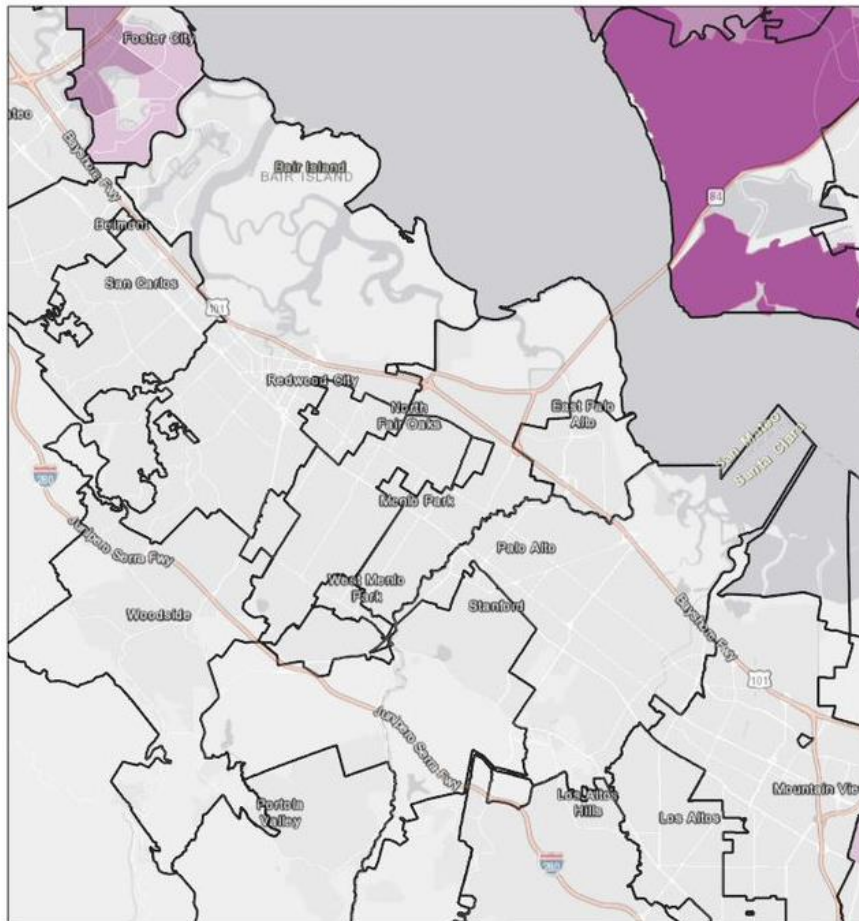 Foster City
ateo
Bayshore Fwy
Bair Island
BAIR ISLAND
84
Belmont
San Carlos
101
Redwood City
North
Fair Oaks
East Palo
Alto
San Mateo
Santa Clara
280
Menlo Park
Junipero Serra Fwy
Palo Alto
West Menlo
Park
Stanford
Woodside
Bayshore Fwy
101
Junipero Serra Fwy
Portola
Valley
Los Altos
Hills
Los Altos
Mountain Vie
280